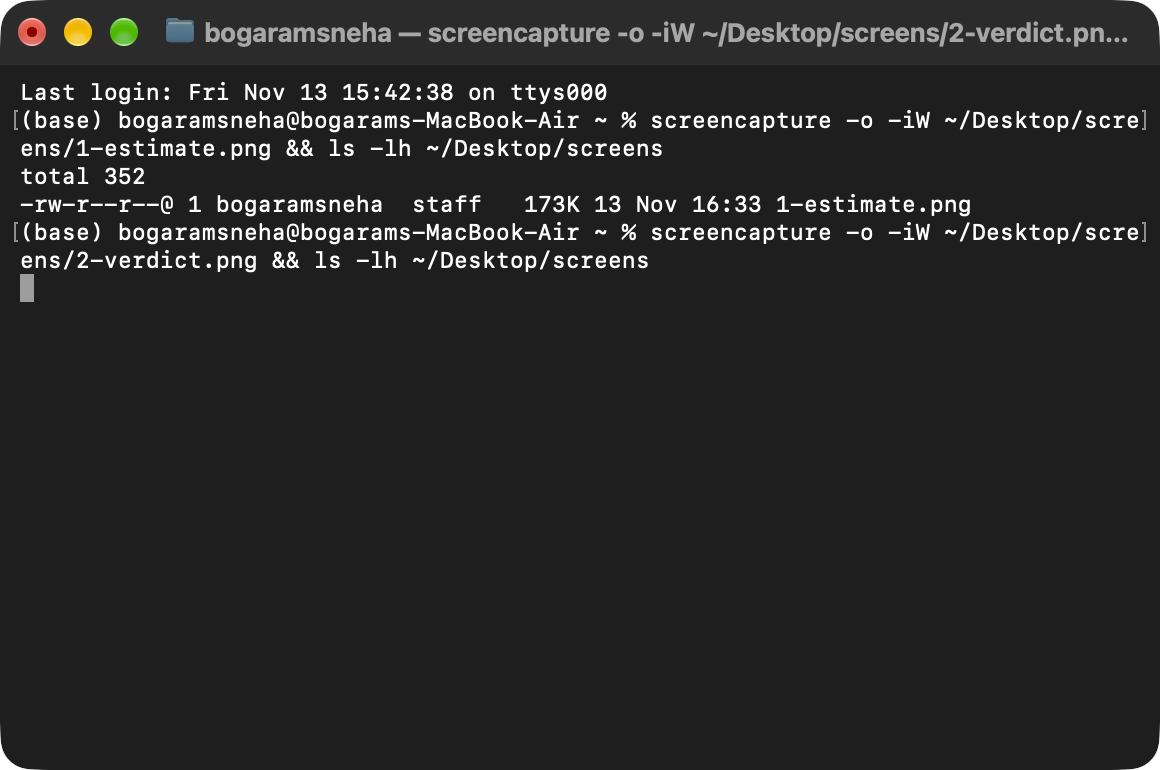 bogaramsneha — screencapture -o -iW ~/Desktop/screens/2-verdict.pn...
Last login: Fri Nov 13 15:42:38 on ttys000
[(base) bogaramsneha@bogarams-MacBook-Air ~ % screencapture -o -iW ~/Desktop/scre]
ens/1-estimate.png && ls -lh ~/Desktop/screens
total 352
-rw-r--r--@ 1 bogaramsneha  staff   173K 13 Nov 16:33 1-estimate.png
[(base) bogaramsneha@bogarams-MacBook-Air ~ % screencapture -o -iW ~/Desktop/scre]
ens/2-verdict.png && ls -lh ~/Desktop/screens